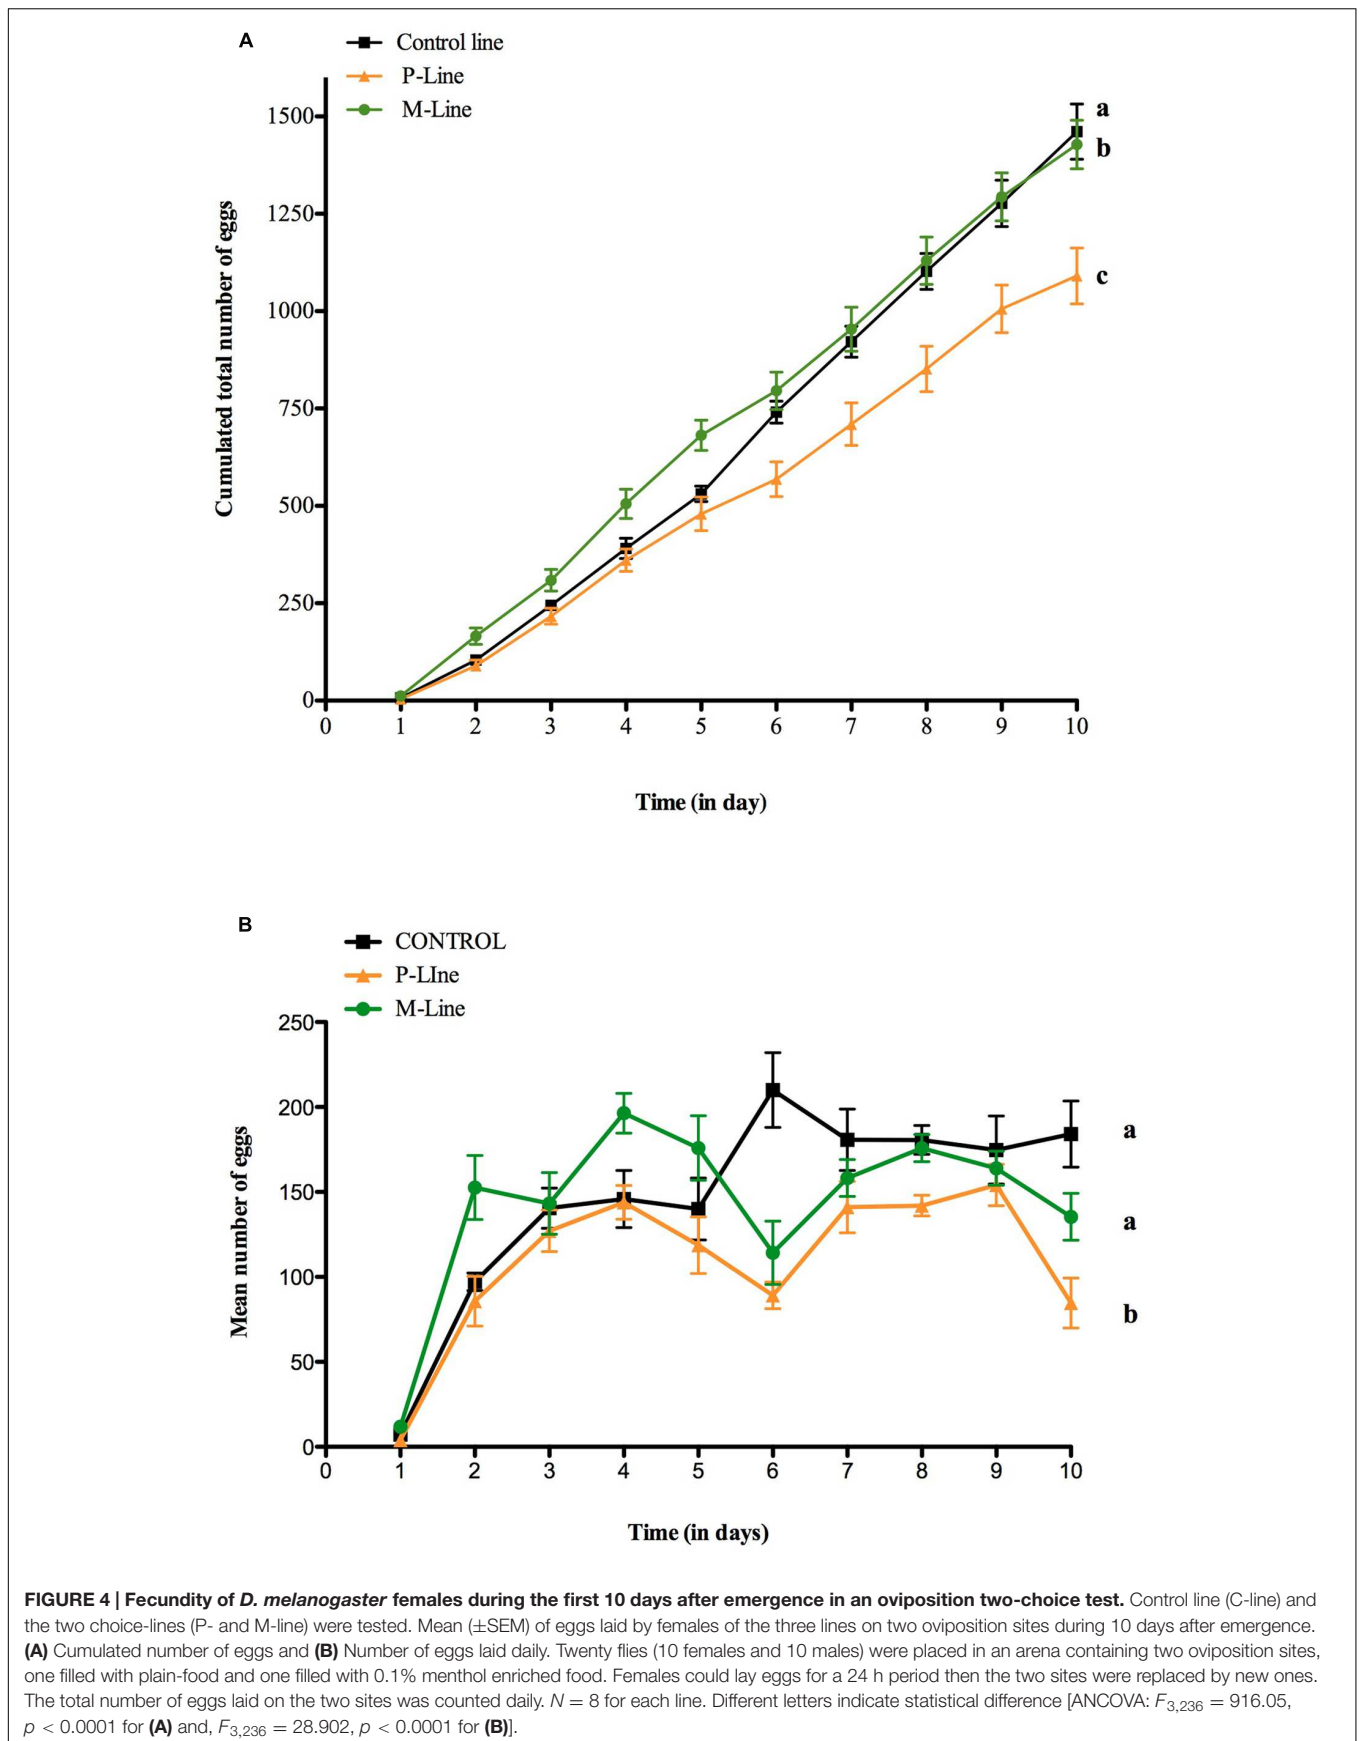 A
Control line
P-Line
M-Line
1500
1250
1000
750
500
250
0
Cumulated total number of eggs
a
b
c
0 1 2 3 4 5 6 7 8 9 10
Time (in day)
B
CONTROL
P-LIne
M-Line
250
200
150
100
50
0
Mean number of eggs
a
a
b
0 1 2 3 4 5 6 7 8 9 10
Time (in days)
FIGURE 4 | Fecundity of D. melanogaster females during the first 10 days after emergence in an oviposition two-choice test. Control line (C-line) and
the two choice-lines (P- and M-line) were tested. Mean (±SEM) of eggs laid by females of the three lines on two oviposition sites during 10 days after emergence.
(A) Cumulated number of eggs and (B) Number of eggs laid daily. Twenty flies (10 females and 10 males) were placed in an arena containing two oviposition sites,
one filled with plain-food and one filled with 0.1% menthol enriched food. Females could lay eggs for a 24 h period then the two sites were replaced by new ones.
The total number of eggs laid on the two sites was counted daily. N = 8 for each line. Different letters indicate statistical difference [ANCOVA: F3,236 = 916.05,
p < 0.0001 for (A) and, F3,236 = 28.902, p < 0.0001 for (B)].